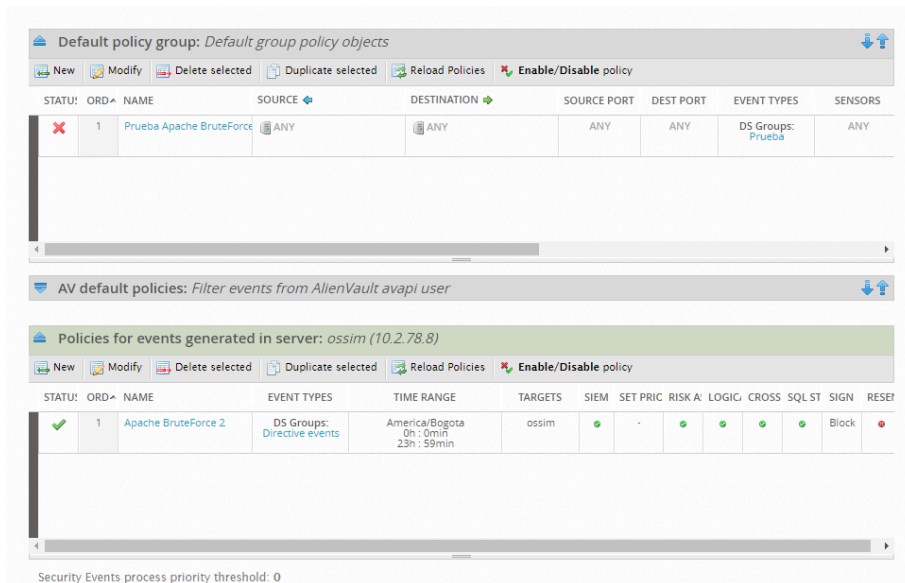 Default policy group: Default group policy objects
New Modify Delete selected Duplicate selected Reload Policies Enable/Disable policy
STATU: ORD NAME SOURCE DESTINATION SOURCE PORT DEST PORT EVENT TYPES SENSORS
1 Prueba Apache BruteForce ANY ANY ANY ANY DS Groups: ANY
Prueba
AV default policies: Filter events from AlienVault avapi user
Policies for events generated in server: ossim (10.2.78.8)
New Modify Delete selected Duplicate selected Reload Policies Enable/Disable policy
STATU: ORD NAME EVENT TYPES TIME RANGE TARGETS SIEM SET PRIC RISK A: LOGIC CROSS SQL ST SIGN RESEN
1 Apache BruteForce 2 DS Groups: America/Bogota ossim - Block
Directive events 0h : 0min
23h : 59min
Security Events process priority threshold: 0